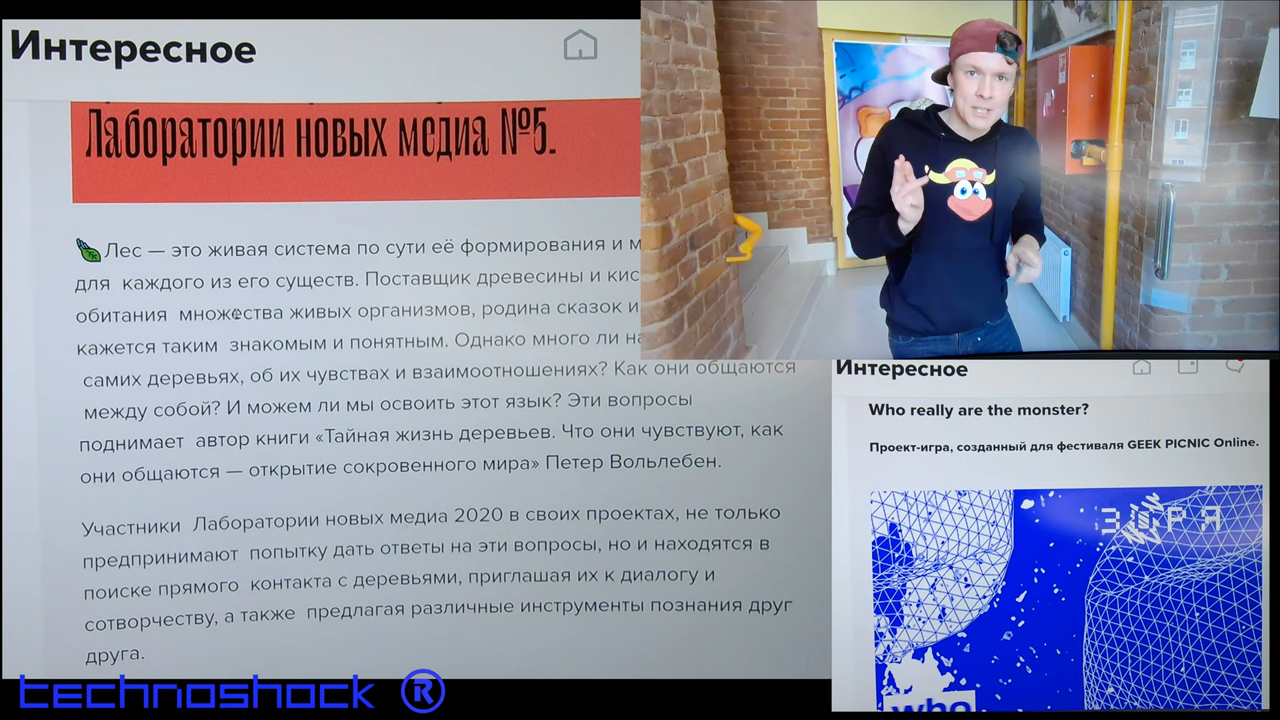 Интересное
Лаборатории новых медиа №5.
Лес — это живая система по сути её формирования и м
для каждого из его существ. Поставщик древесины и кис
обитания множества живых организмов, родина сказок и
кажется таким знакомым и понятным. Однако много ли
самих деревьях, об их чувствах и взаимоотношениях? Как они общаются
между собой? И можем ли мы освоить этот язык? Эти вопросы
поднимает автор книги «Тайная жизнь деревьев. Что они чувствуют, как
они общаются — открытие сокровенного мира» Петер Вольлебен.
Участники Лаборатории новых медиа 2020 в своих проектах, не только
предпринимают попытку дать ответы на эти вопросы, но и находятся в
поиске прямого контакта с деревьями, приглашая их к диалогу и
сотворчеству, а также предлагая различные инструменты познания друг
друга.
Интересное
Who really are the monster?
Проект-игра, созданный для фестиваля GEEK PICNIC Online.
who
technoshock ®